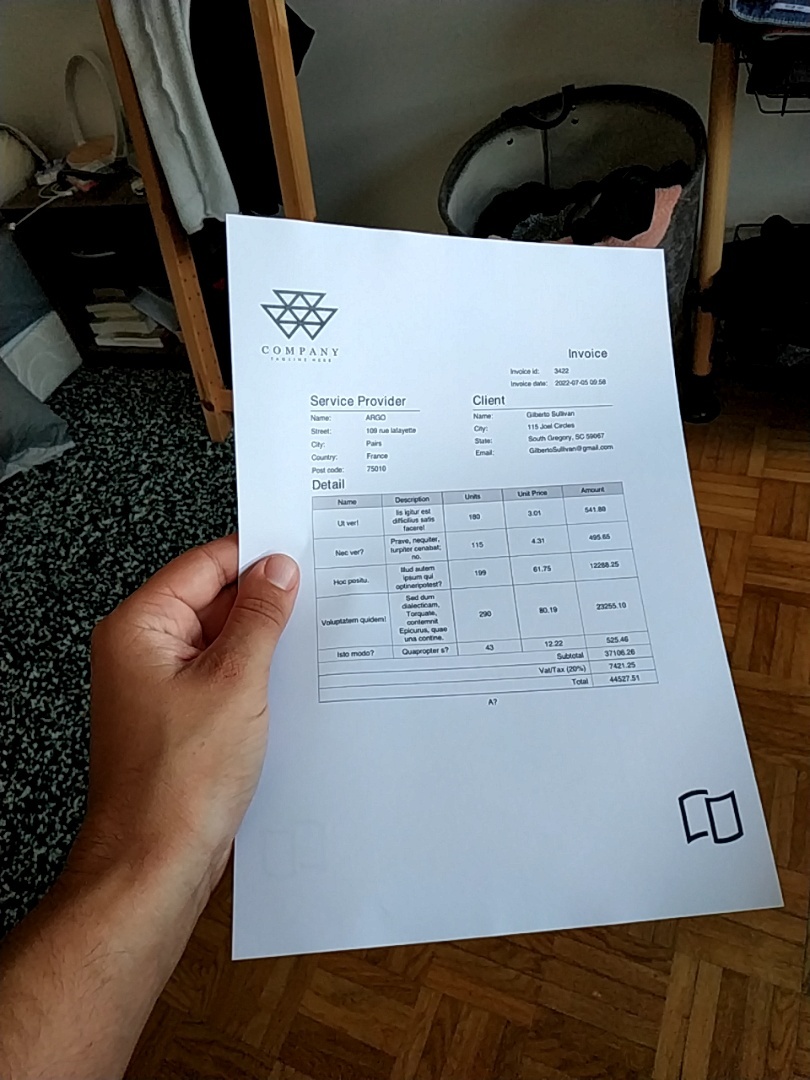 COMPANY
TAGLINE HERE
Invoice
Invoice id: 3422
Invoice date: 2022-07-05 09:58
Service Provider
Name: ARGO
Street: 109 rue lafayette
City: Pairs
Country: France
Post code: 75010
Client
Name: Gilberto Sullivan
City: 115 Joel Circles
State: South Gregory, SC 59067
Email: GilbertoSullivan@gmail.com
Detail
Name Description Units Unit Price Amount
Ut ver! Iis igitur est difficilius satis facere! 180 3.01 541.80
Nec ver? Prave, nequiter, turpiter cenabat; no. 115 4.31 495.65
Hoc positu. Illud autem ipsum qui optineripotest? 199 61.75 12288.25
Voluptatem quidem! Sed dum dialecticam, Torquate, contemnit Epicurus, quae una contine. 290 80.19 23255.10
Isto modo? Quapropter s? 43 12.22 525.46
Subtotal 37106.26
Vat/Tax (20%) 7421.25
Total 44527.51
A?